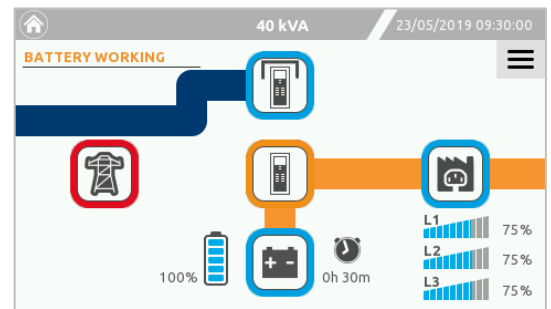 40 kVA
23/05/2019 09:30:00
BATTERY WORKING
L1
75%
L2
75%
100%
+ -
0h 30m
L3
75%